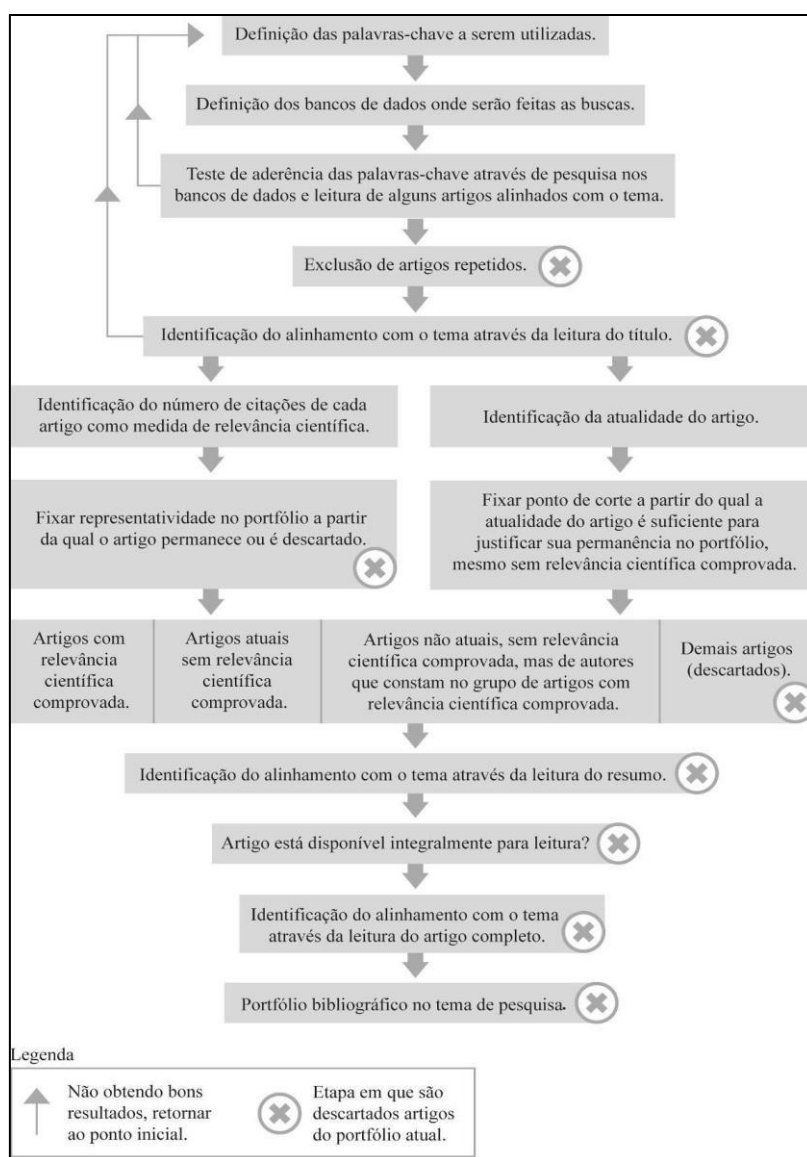 Definição das palavras-chave a serem utilizadas.
Definição dos bancos de dados onde serão feitas as buscas.
Teste de aderência das palavras-chave através de pesquisa nos
bancos de dados e leitura de alguns artigos alinhados com o tema.
Exclusão de artigos repetidos.
Identificação do alinhamento com o tema através da leitura do título.
Identificação do número de citações de cada
artigo como medida de relevância científica.
Identificação da atualidade do artigo.
Fixar representatividade no portfólio a partir
da qual o artigo permanece ou é descartado.
Fixar ponto de corte a partir do qual a
atualidade do artigo é suficiente para
justificar sua permanência no portfólio,
mesmo sem relevância científica comprovada.
Artigos com
relevância
científica
comprovada.
Artigos atuais
sem relevância
científica
comprovada.
Artigos não atuais, sem relevância
científica comprovada, mas de autores
que constam no grupo de artigos com
relevância científica comprovada.
Demais artigos
(descartados).
Identificação do alinhamento com o tema através da leitura do resumo.
Artigo está disponível integralmente para leitura?
Identificação do alinhamento com o tema
através da leitura do artigo completo.
Portfólio bibliográfico no tema de pesquisa.
Legenda
Não obtendo bons
resultados, retornar
ao ponto inicial.
Etapa em que são
descartados artigos
do portfólio atual.